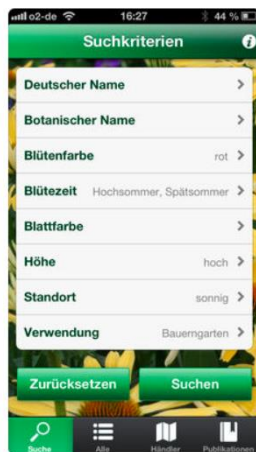 o2-de 16:27 44 %
Suchkriterien
Deutscher Name
Botanischer Name
Blütenfarbe rot
Blütezeit Hochsommer, Spätsommer
Blattfarbe
Höhe hoch
Standort sonnig
Verwendung Bauerngarten
Zurücksetzen Suchen
Suche Alle Händler Publikationen